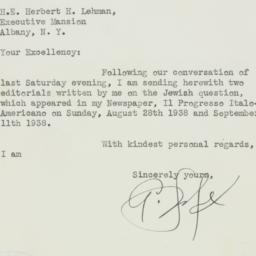 H.E. Herbert H. Lehman,
Executive Mansion
Albany, N. Y.
Your Excellency:
Following our conversation of
last Saturday evening, I am sending herewith two
editorials written by me on the Jewish question,
which appeared in my Newspaper, Il Progresso Italo-
Americano on Sunday, August 28th 1938 and September
11th 1938.
With kindest personal regards,
I am
Sincerely yours,